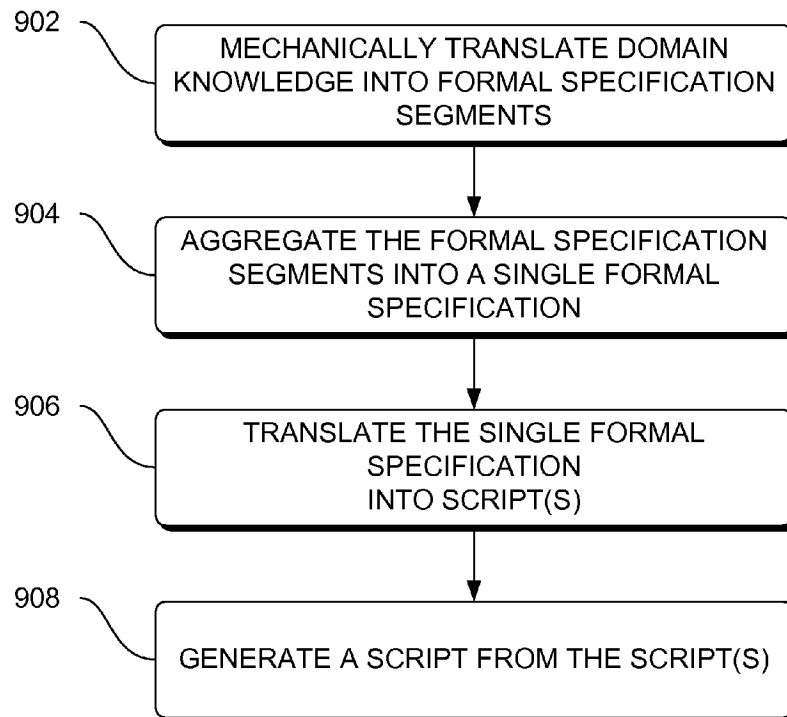 902
MECHANICALLY TRANSLATE DOMAIN
KNOWLEDGE INTO FORMAL SPECIFICATION
SEGMENTS
904
AGGREGATE THE FORMAL SPECIFICATION
SEGMENTS INTO A SINGLE FORMAL
SPECIFICATION
906
TRANSLATE THE SINGLE FORMAL
SPECIFICATION
INTO SCRIPT(S)
908
GENERATE A SCRIPT FROM THE SCRIPT(S)